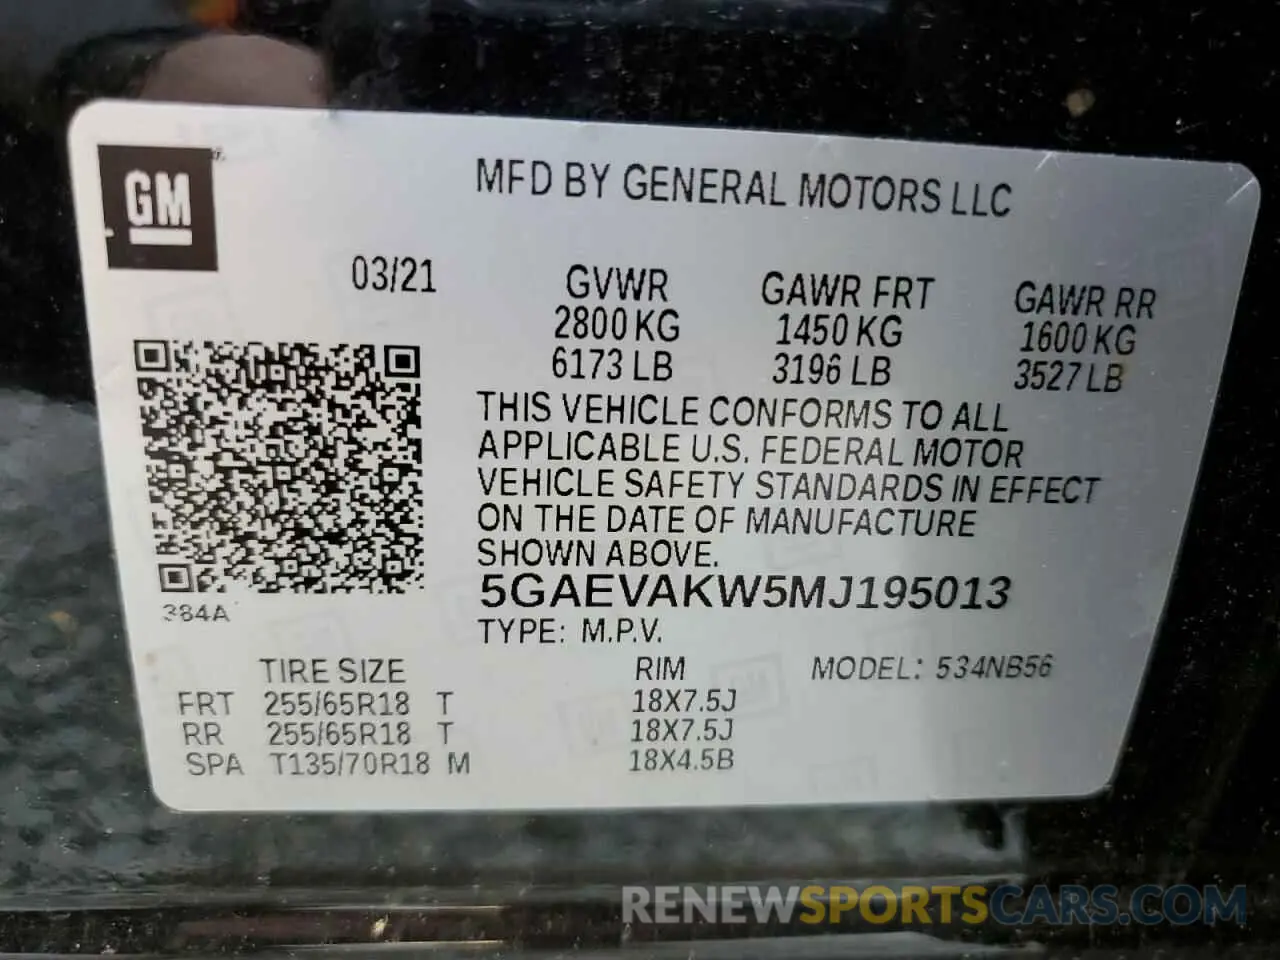 GM
MFD BY GENERAL MOTORS LLC
03/21
GVWR GAWR FRT GAWR RR
2800 KG 1450 KG 1600 KG
6173 LB 3196 LB 3527 LB
THIS VEHICLE CONFORMS TO ALL
APPLICABLE U.S. FEDERAL MOTOR
VEHICLE SAFETY STANDARDS IN EFFECT
ON THE DATE OF MANUFACTURE
SHOWN ABOVE.
5GAEVAKW5MJ195013
384A
TYPE: M.P.V.
TIRE SIZE RIM MODEL: 534NB56
FRT 255/65R18 T 18X7.5J
RR 255/65R18 T 18X7.5J
SPA T135/70R18 M 18X4.5B
RENEWSPORTSCARS.COM